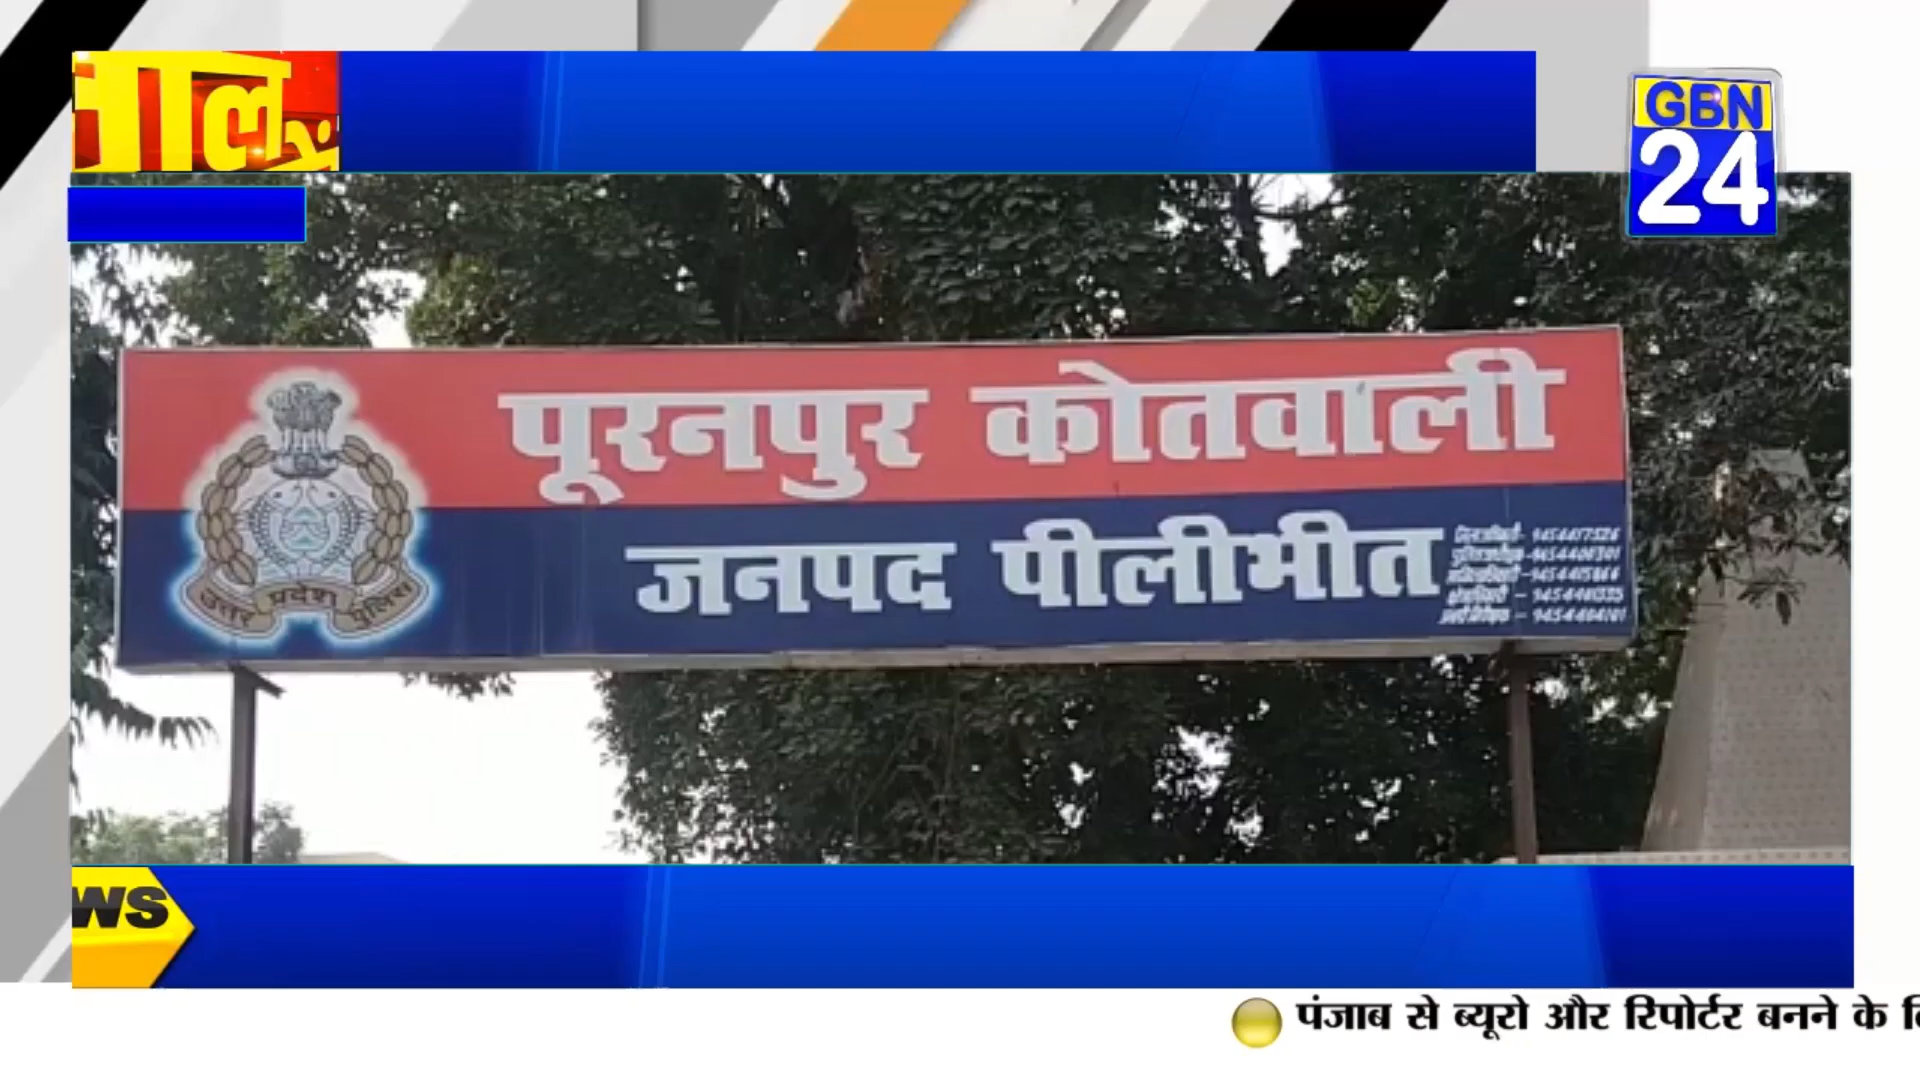 GBN
24
पूरनपुर कोतवाली
जनपद पीलीभीत
उत्तर प्रदेश पुलिस
WS
पंजाब से ब्यूरो और रिपोर्टर बनने के